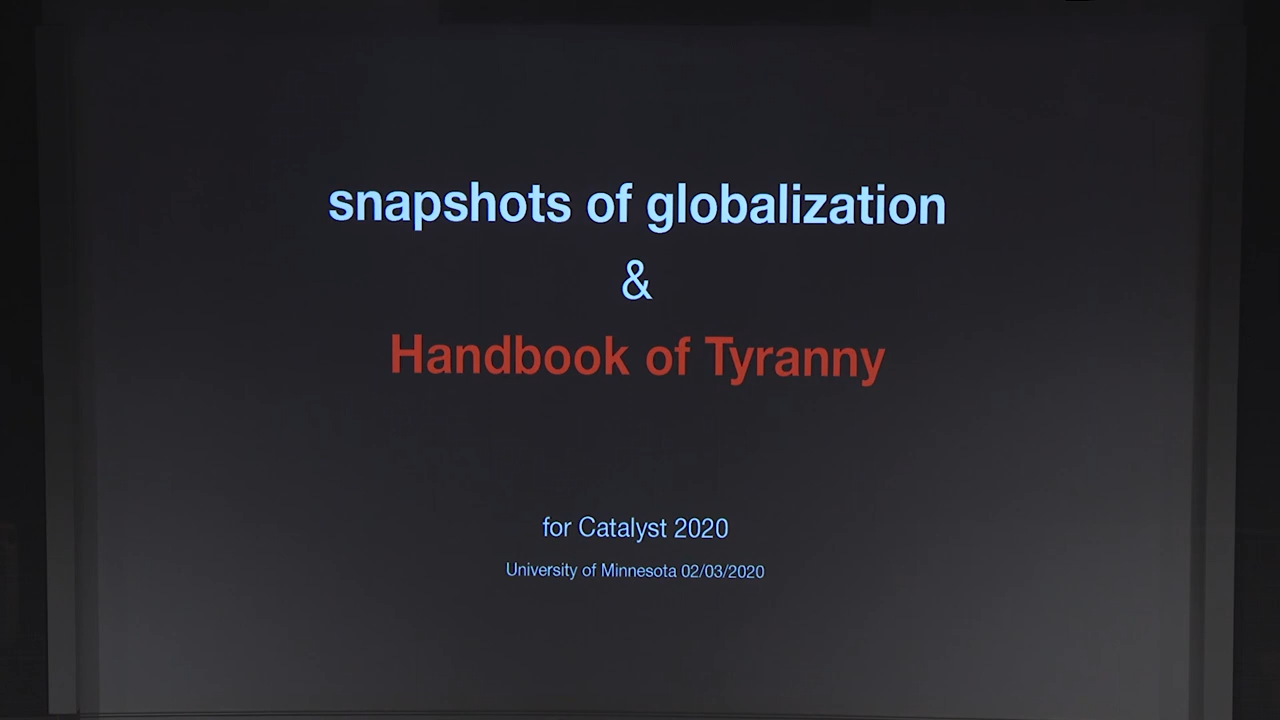 snapshots of globalization
&
Handbook of Tyranny
for Catalyst 2020
University of Minnesota 02/03/2020